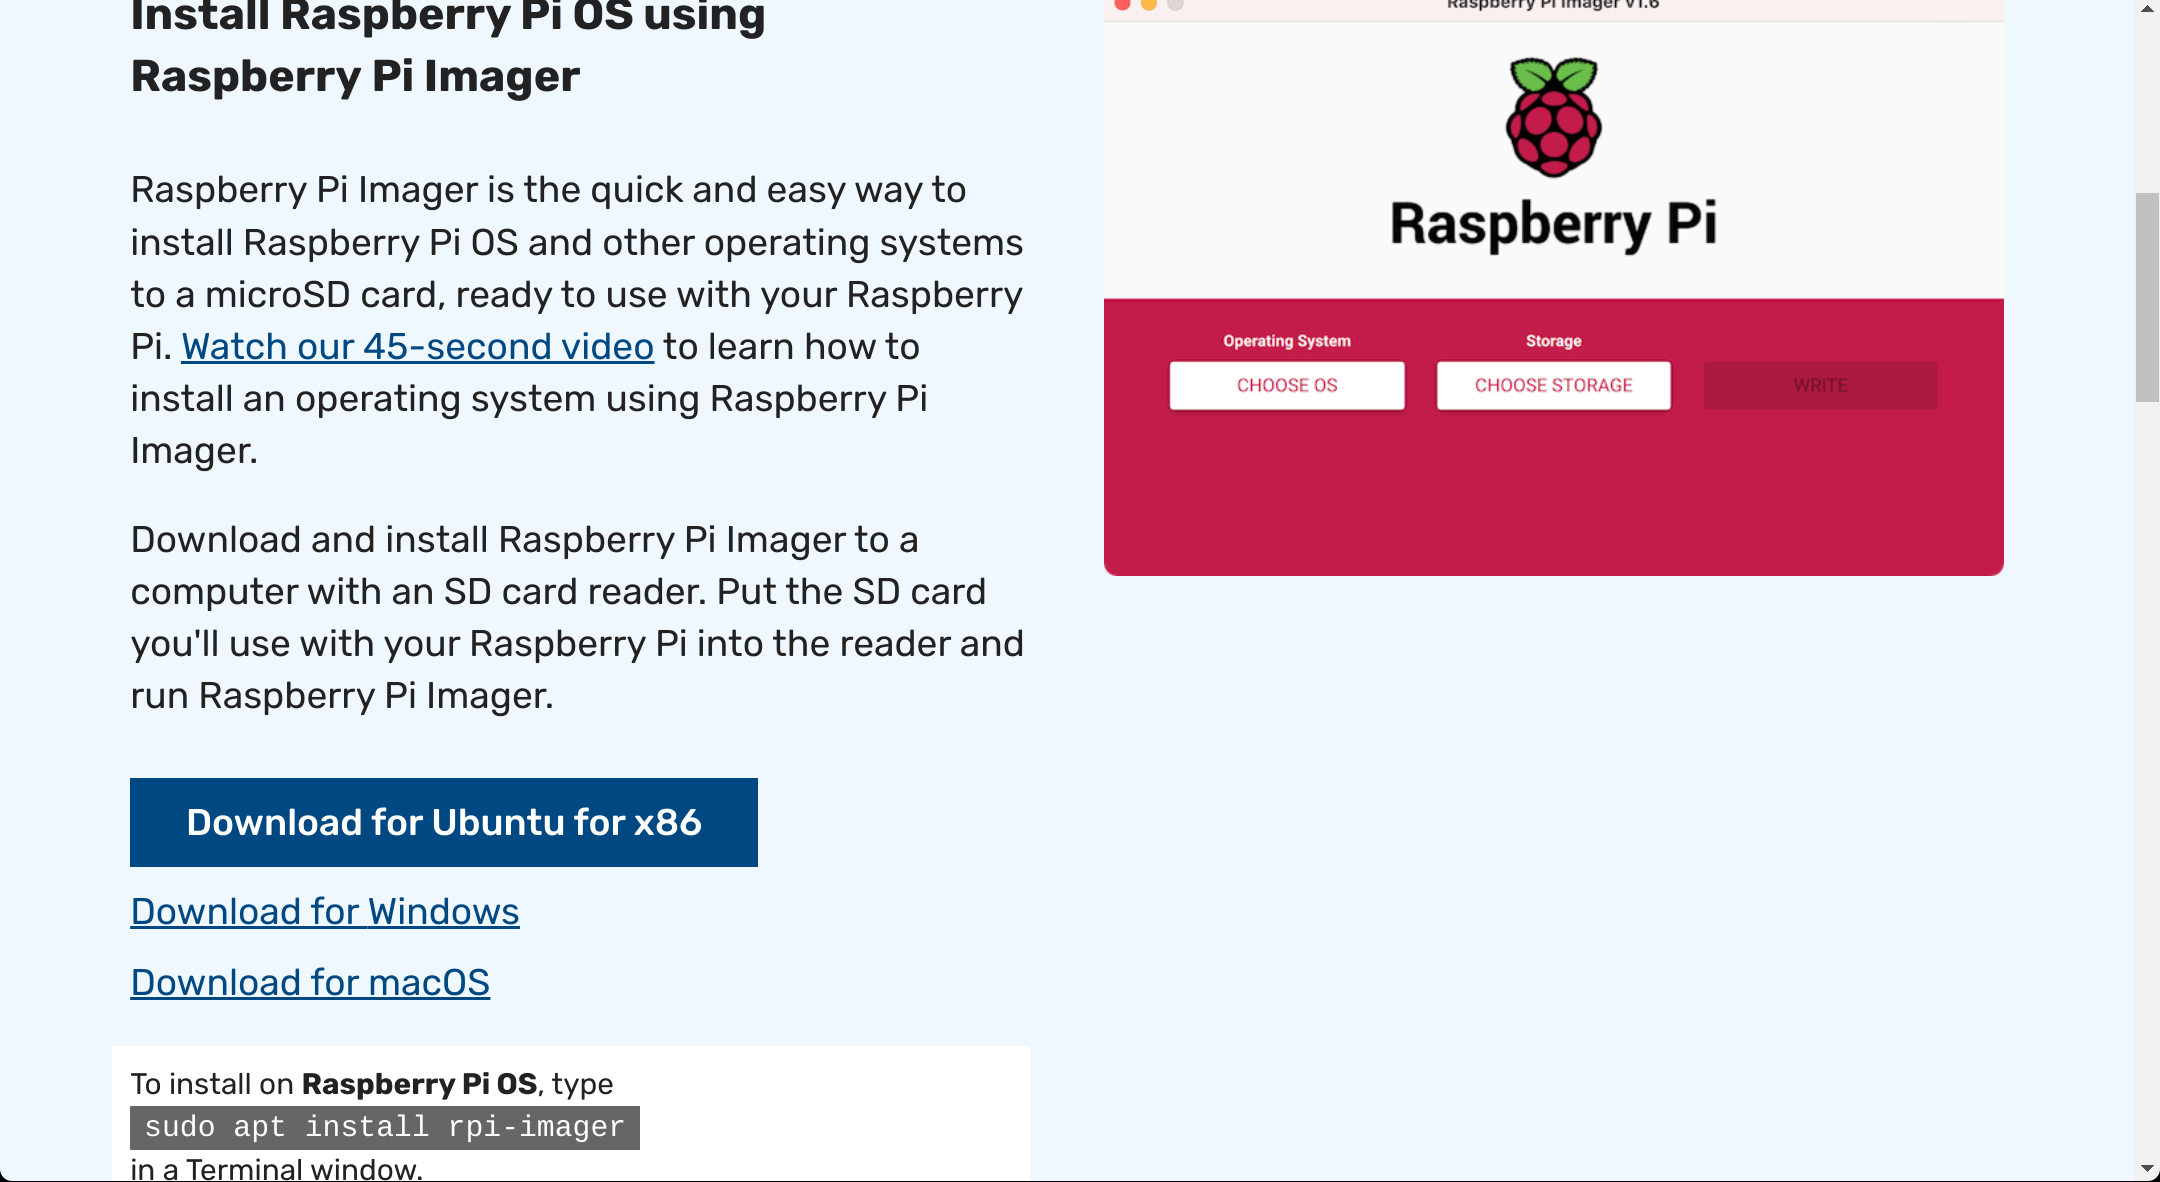 Install Raspberry Pi OS using
Raspberry Pi Imager
Raspberry Pi Imager is the quick and easy way to
install Raspberry Pi OS and other operating systems
to a microSD card, ready to use with your Raspberry
Pi. Watch our 45-second video to learn how to
install an operating system using Raspberry Pi
Imager.
Download and install Raspberry Pi Imager to a
computer with an SD card reader. Put the SD card
you'll use with your Raspberry Pi into the reader and
run Raspberry Pi Imager.
Download for Ubuntu for x86
Download for Windows
Download for macOS
To install on Raspberry Pi OS, type
sudo apt install rpi-imager
in a Terminal window.
Raspberry Pi Imager v1.6
Raspberry Pi
Operating System
Storage
CHOOSE OS
CHOOSE STORAGE
WRITE